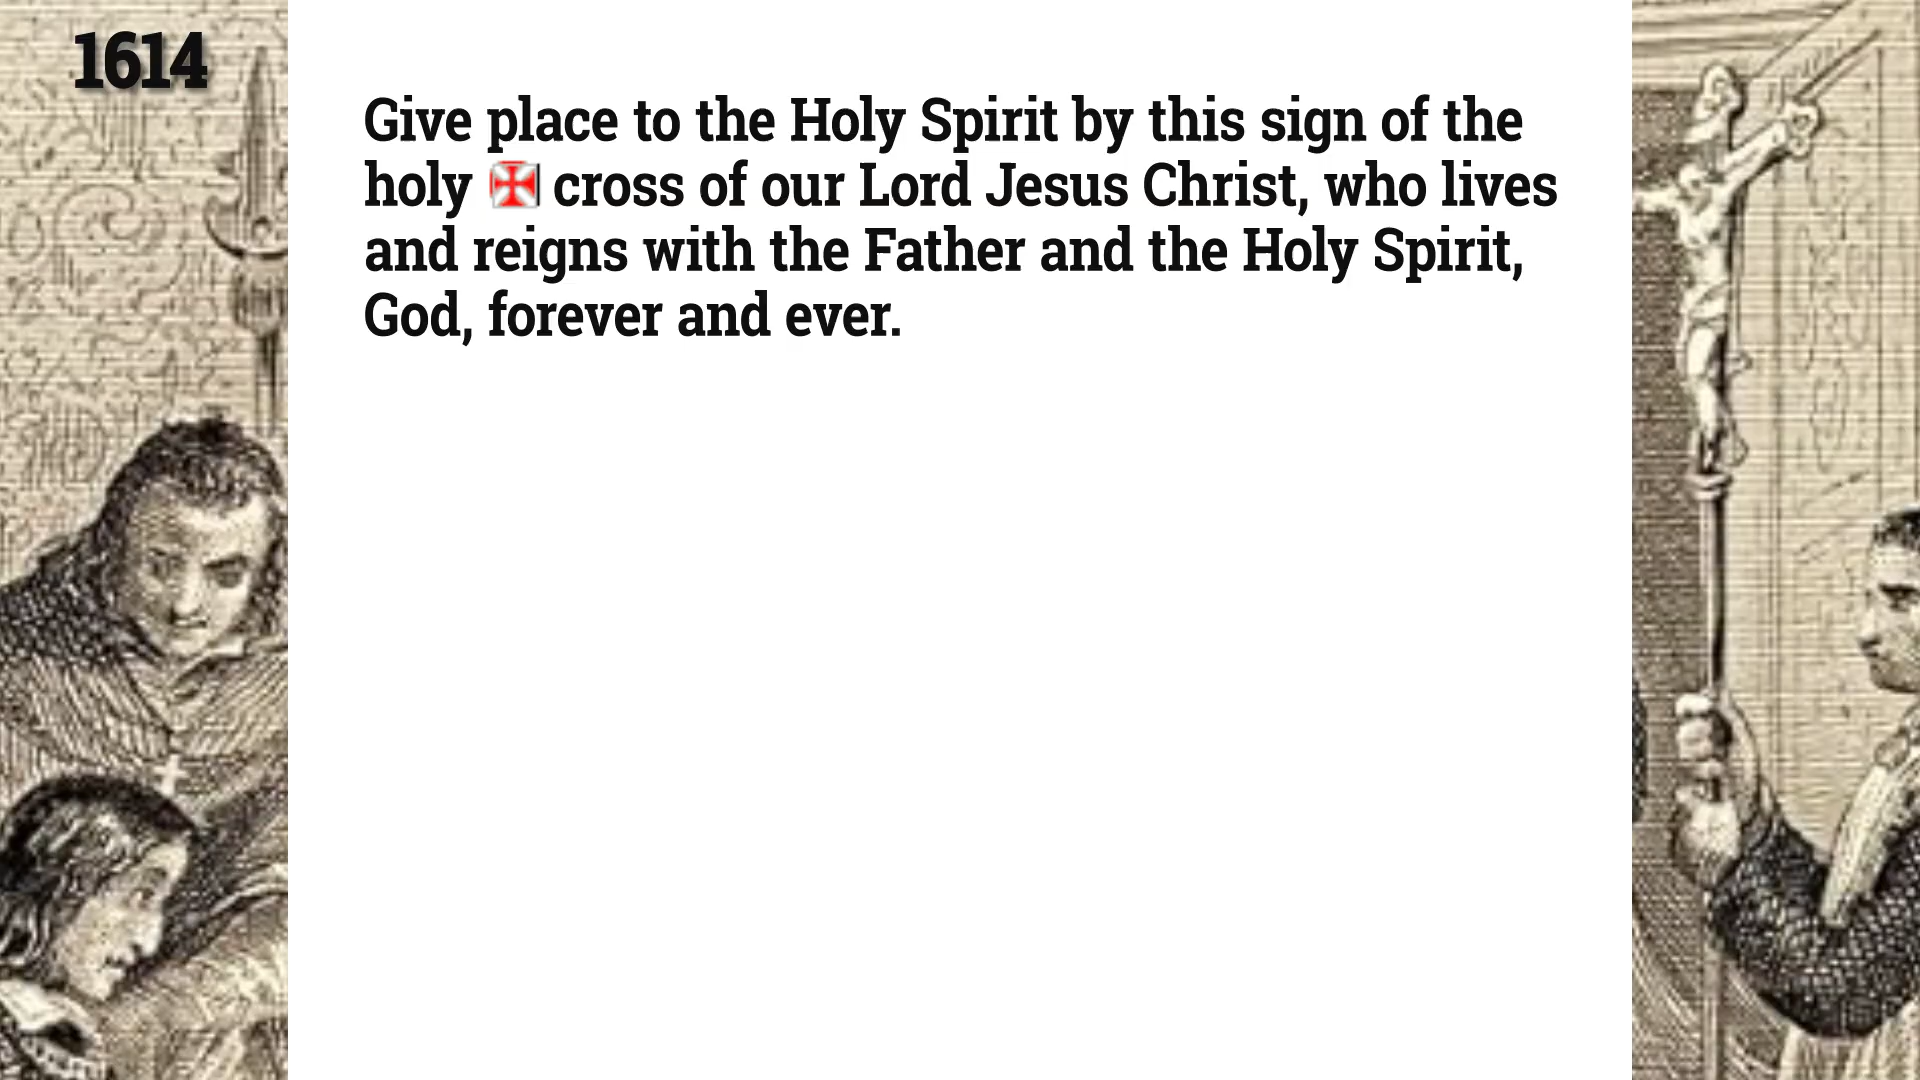 1614
Give place to the Holy Spirit by this sign of the
holy ✠ cross of our Lord Jesus Christ, who lives
and reigns with the Father and the Holy Spirit,
God, forever and ever.